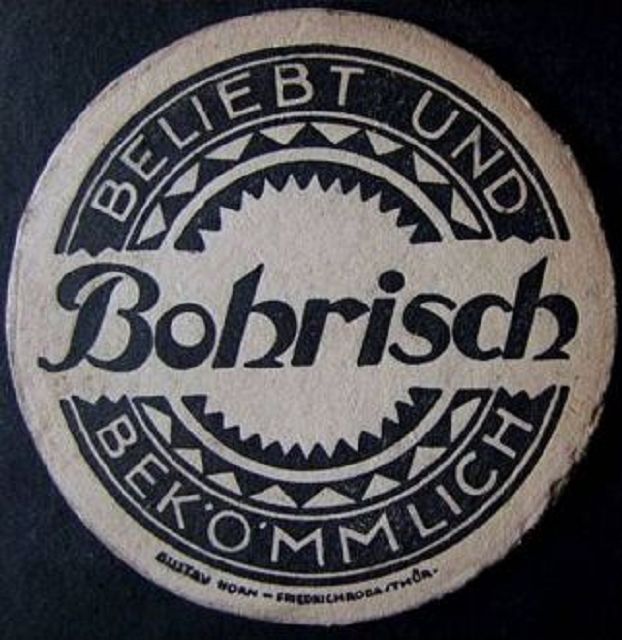 BELIEBT UND
Bohrisch
BEKÖMMLICH
GUSTAV HORN - FRIEDRICHRODA/THÜR.